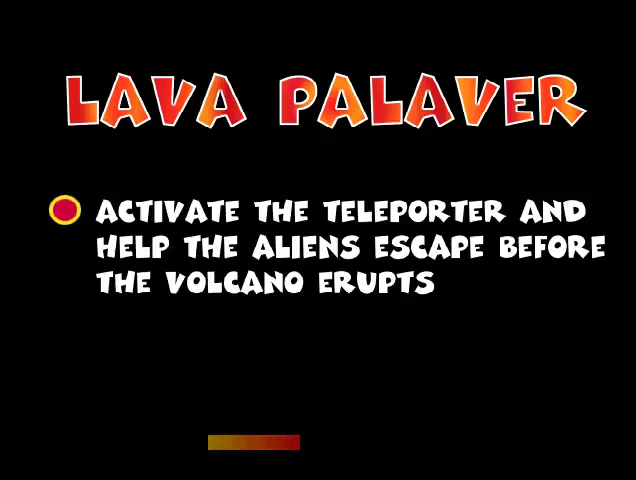 LAVA PALAVER
ACTIVATE THE TELEPORTER AND
HELP THE ALIENS ESCAPE BEFORE
THE VOLCANO ERUPTS